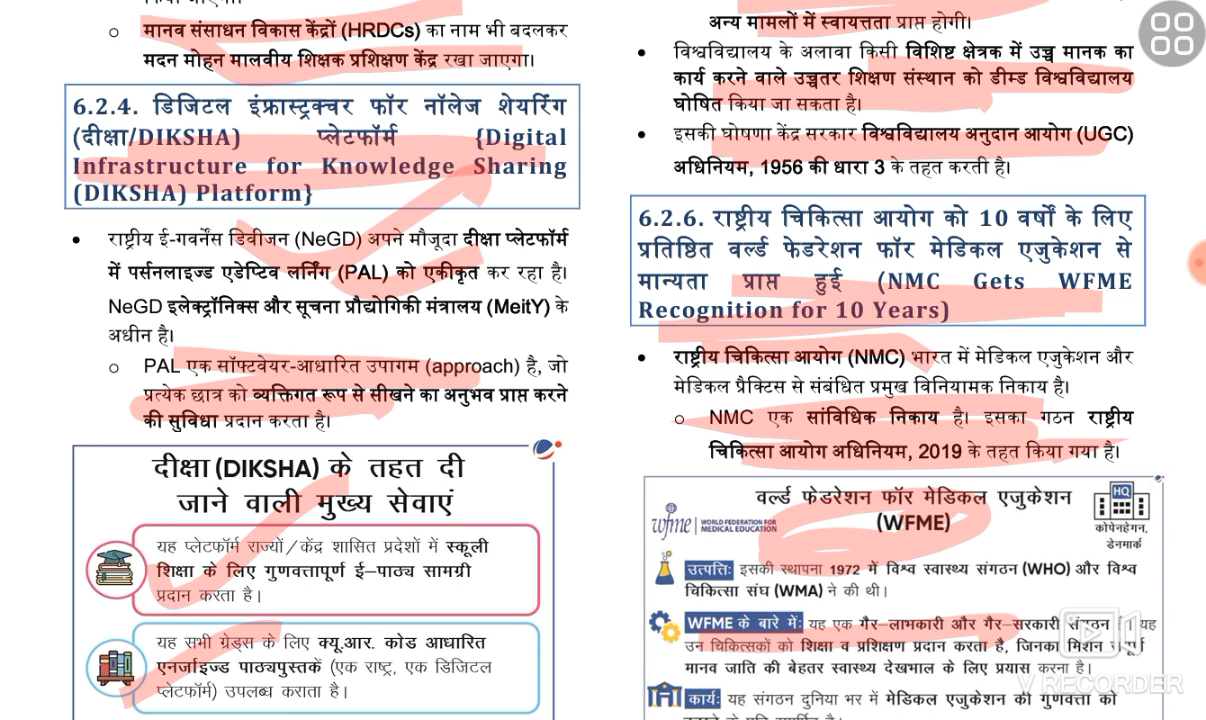 मानव संसाधन विकास केंद्रों (HRDCs) का नाम भी बदलकर
मदन मोहन मालवीय शिक्षक प्रशिक्षण केंद्र रखा जाएगा।
6.2.4. डिजिटल इंफ्रास्ट्रक्चर फॉर नॉलेज शेयरिंग
(दीक्षा/DIKSHA) प्लेटफॉर्म {Digital
Infrastructure for Knowledge Sharing
(DIKSHA) Platform}
राष्ट्रीय ई-गवर्नेंस डिवीजन (NeGD) अपने मौजूदा दीक्षा प्लेटफॉर्म
में पर्सनलाइज्ड एडेप्टिव लर्निंग (PAL) को एकीकृत कर रहा है।
NeGD इलेक्ट्रॉनिक्स और सूचना प्रौद्योगिकी मंत्रालय (MeitY) के
अधीन है।
PAL एक सॉफ्टवेयर-आधारित उपागम (approach) है, जो
प्रत्येक छात्र को व्यक्तिगत रूप से सीखने का अनुभव प्राप्त करने
की सुविधा प्रदान करता है।
दीक्षा (DIKSHA) के तहत दी
जाने वाली मुख्य सेवाएं
यह प्लेटफॉर्म राज्यों/केंद्र शासित प्रदेशों में स्कूली
शिक्षा के लिए गुणवत्तापूर्ण ई–पाठ्य सामग्री
प्रदान करता है।
यह सभी ग्रेड्स के लिए क्यू.आर. कोड आधारित
एनर्जाइज्ड पाठ्यपुस्तकें (एक राष्ट्र, एक डिजिटल
प्लेटफॉर्म) उपलब्ध कराता है।
अन्य मामलों में स्वायत्तता प्राप्त होगी।
विश्वविद्यालय के अलावा किसी विशिष्ट क्षेत्रक में उच्च मानक का
कार्य करने वाले उच्चतर शिक्षण संस्थान को डीम्ड विश्वविद्यालय
घोषित किया जा सकता है।
इसकी घोषणा केंद्र सरकार विश्वविद्यालय अनुदान आयोग (UGC)
अधिनियम, 1956 की धारा 3 के तहत करती है।
6.2.6. राष्ट्रीय चिकित्सा आयोग को 10 वर्षों के लिए
प्रतिष्ठित वर्ल्ड फेडरेशन फॉर मेडिकल एजुकेशन से
मान्यता प्राप्त हुई (NMC Gets WFME
Recognition for 10 Years)
राष्ट्रीय चिकित्सा आयोग (NMC) भारत में मेडिकल एजुकेशन और
मेडिकल प्रैक्टिस से संबंधित प्रमुख विनियामक निकाय है।
NMC एक सांविधिक निकाय है। इसका गठन राष्ट्रीय
चिकित्सा आयोग अधिनियम, 2019 के तहत किया गया है।
वर्ल्ड फेडरेशन फॉर मेडिकल एजुकेशन
(WFME)
wfme WORLD FEDERATION FOR
MEDICAL EDUCATION
HQ
कोपेनहेगन,
डेनमार्क
उत्पत्ति: इसकी स्थापना 1972 में विश्व स्वास्थ्य संगठन (WHO) और विश्व
चिकित्सा संघ (WMA) ने की थी।
WFME के बारे में: यह एक गैर–लाभकारी और गैर–सरकारी संगठन है। यह
उन चिकित्सकों को शिक्षा व प्रशिक्षण प्रदान करता है, जिनका मिशन संपूर्ण
मानव जाति की बेहतर स्वास्थ्य देखभाल के लिए प्रयास करना है।
V RECORDER
कार्य: यह संगठन दुनिया भर में मेडिकल एजुकेशन की गुणवत्ता को